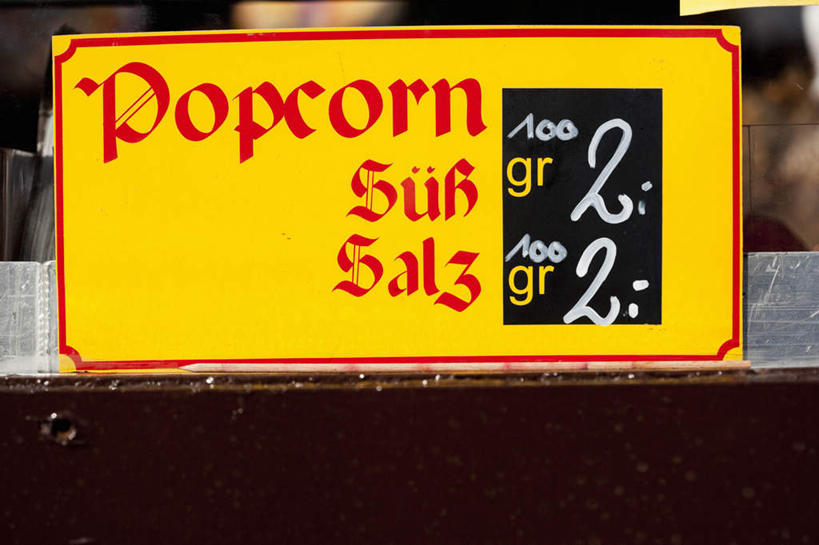 Popcorn
Süß 100 gr 2.-
Salz 100 gr 2.-